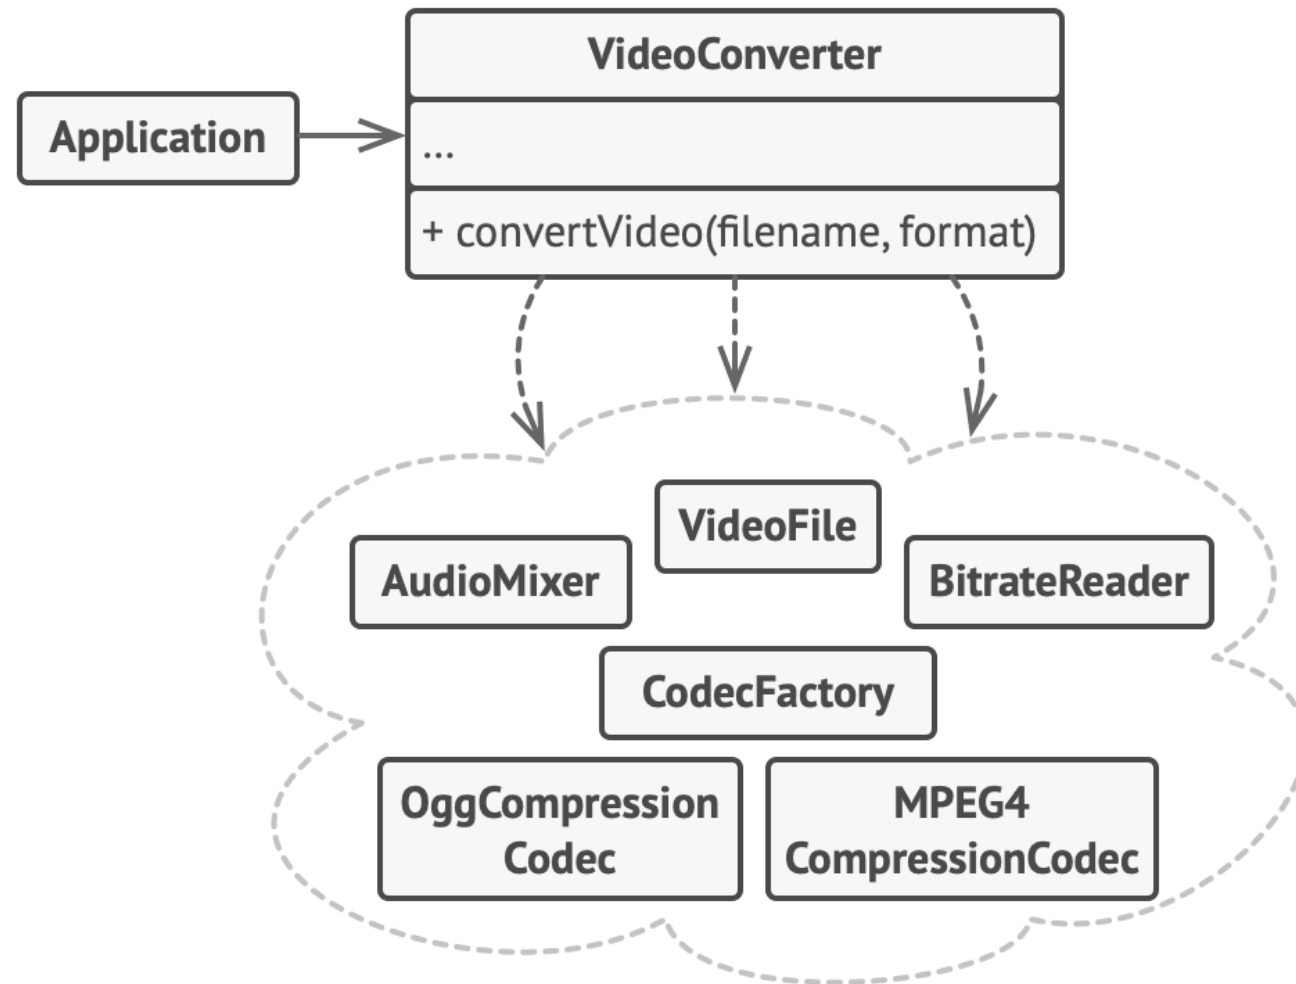 VideoConverter
Application
...
+ convertVideo(filename, format)
VideoFile
AudioMixer
BitrateReader
CodecFactory
OggCompression
Codec
MPEG4
CompressionCodec